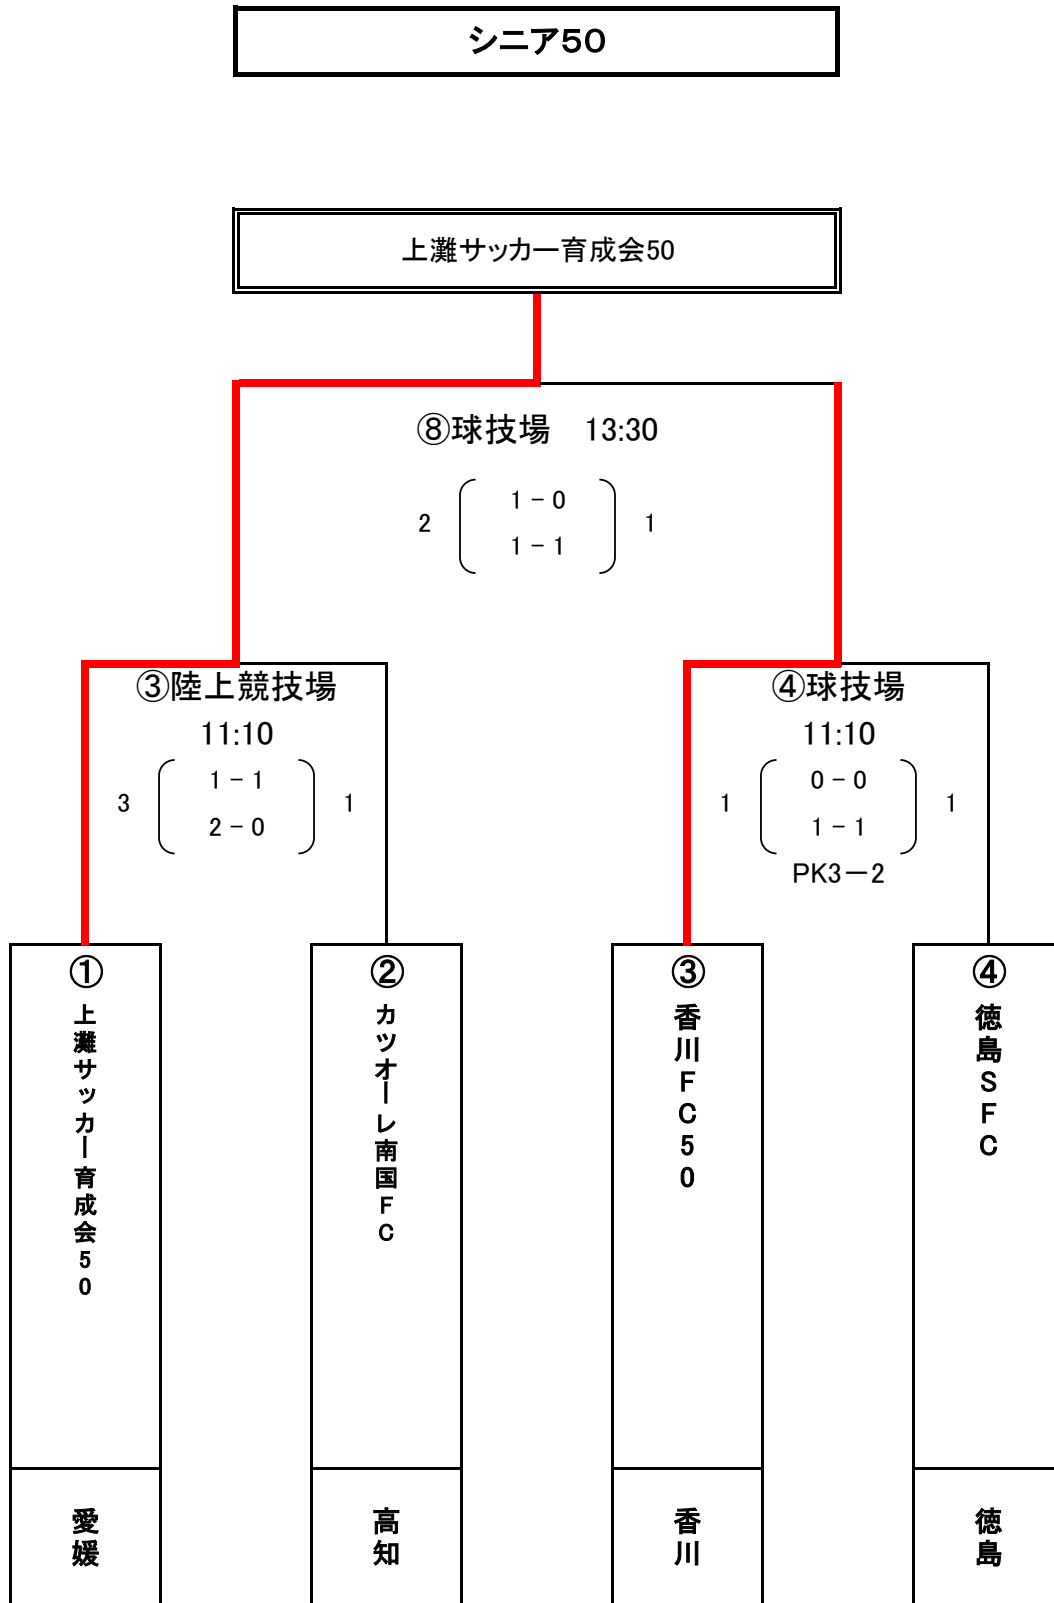 シニア50
上灘サッカー育成会50
⑧球技場　13:30
1 − 0
2 1
1 − 1
③陸上競技場
11:10
1 − 1
3 1
2 − 0
④球技場
11:10
0 − 0
1 1
1 − 1
PK3−2
①
上灘サッカー育成会50
愛媛
②
カツオーレ南国FC
高知
③
香川FC50
香川
④
徳島SFC
徳島